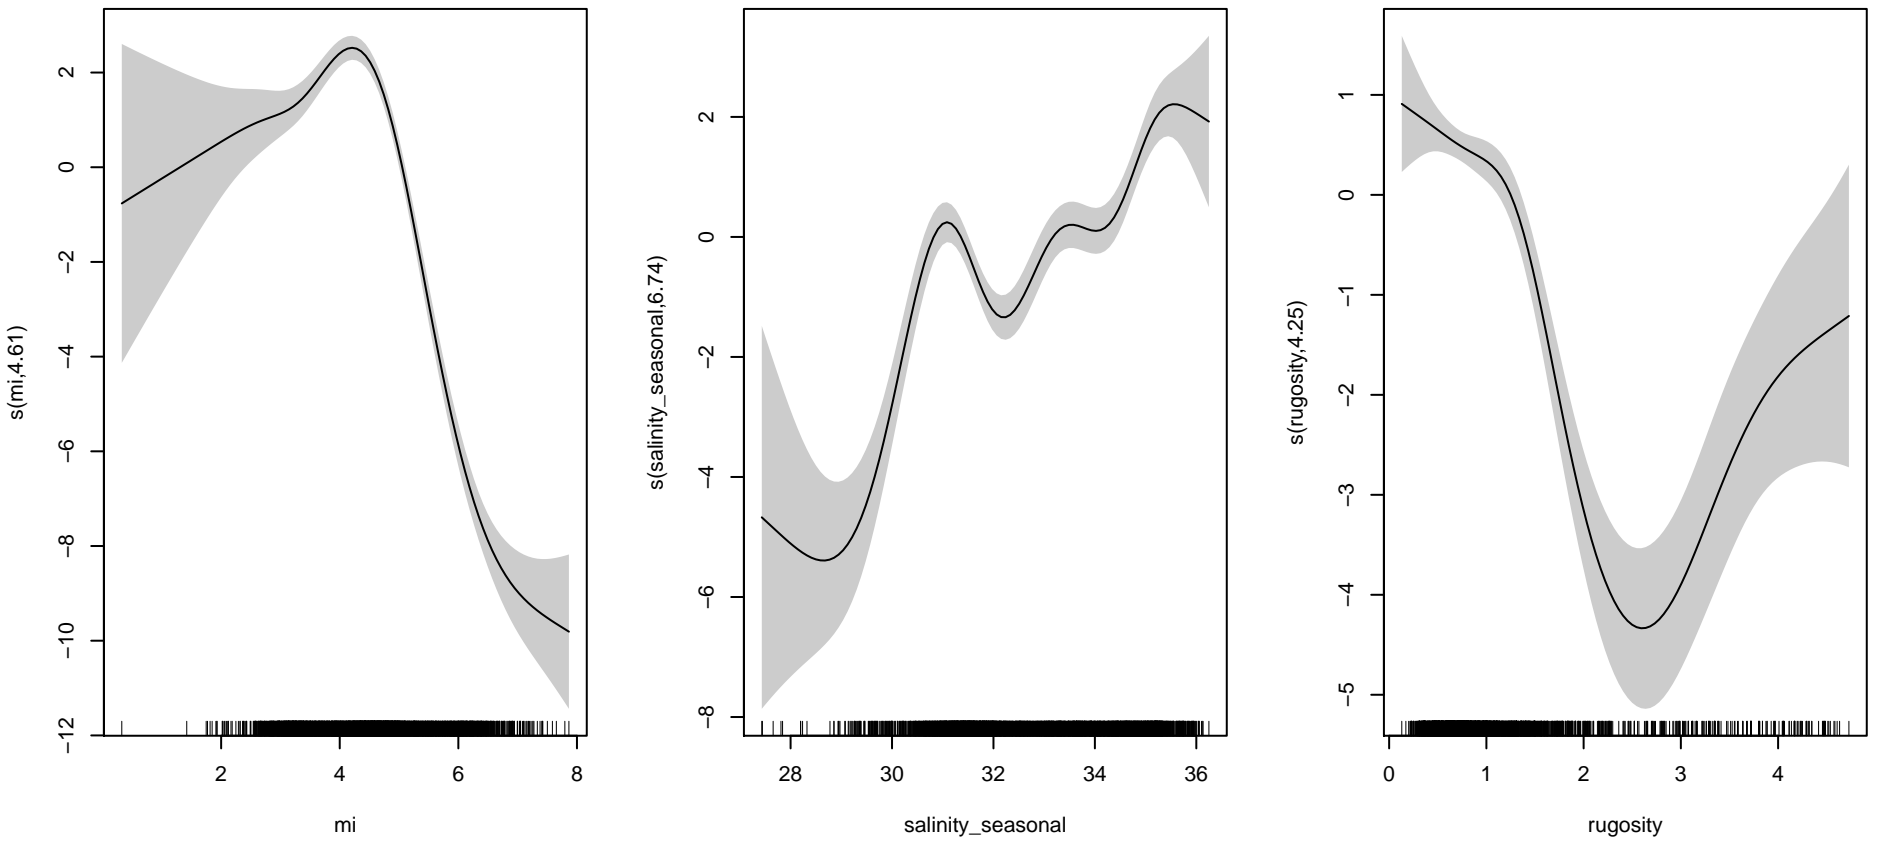 s(mi,4.61)
2
0
−2
−4
−6
−8
−10
−12
2 4 6 8
mi
s(salinity_seasonal,6.74)
2
0
−2
−4
−6
−8
28 30 32 34 36
salinity_seasonal
s(rugosity,4.25)
1
0
−1
−2
−3
−4
−5
0 1 2 3 4
rugosity